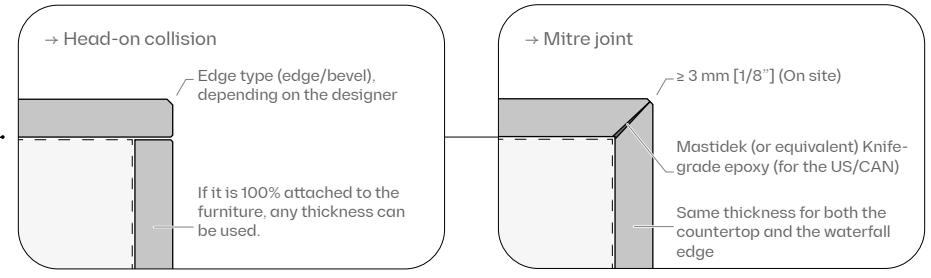 → Head-on collision
Edge type (edge/bevel),
depending on the designer
If it is 100% attached to the
furniture, any thickness can
be used.
→ Mitre joint
≥ 3 mm [1/8”] (On site)
Mastidek (or equivalent) Knife-
grade epoxy (for the US/CAN)
Same thickness for both the
countertop and the waterfall
edge